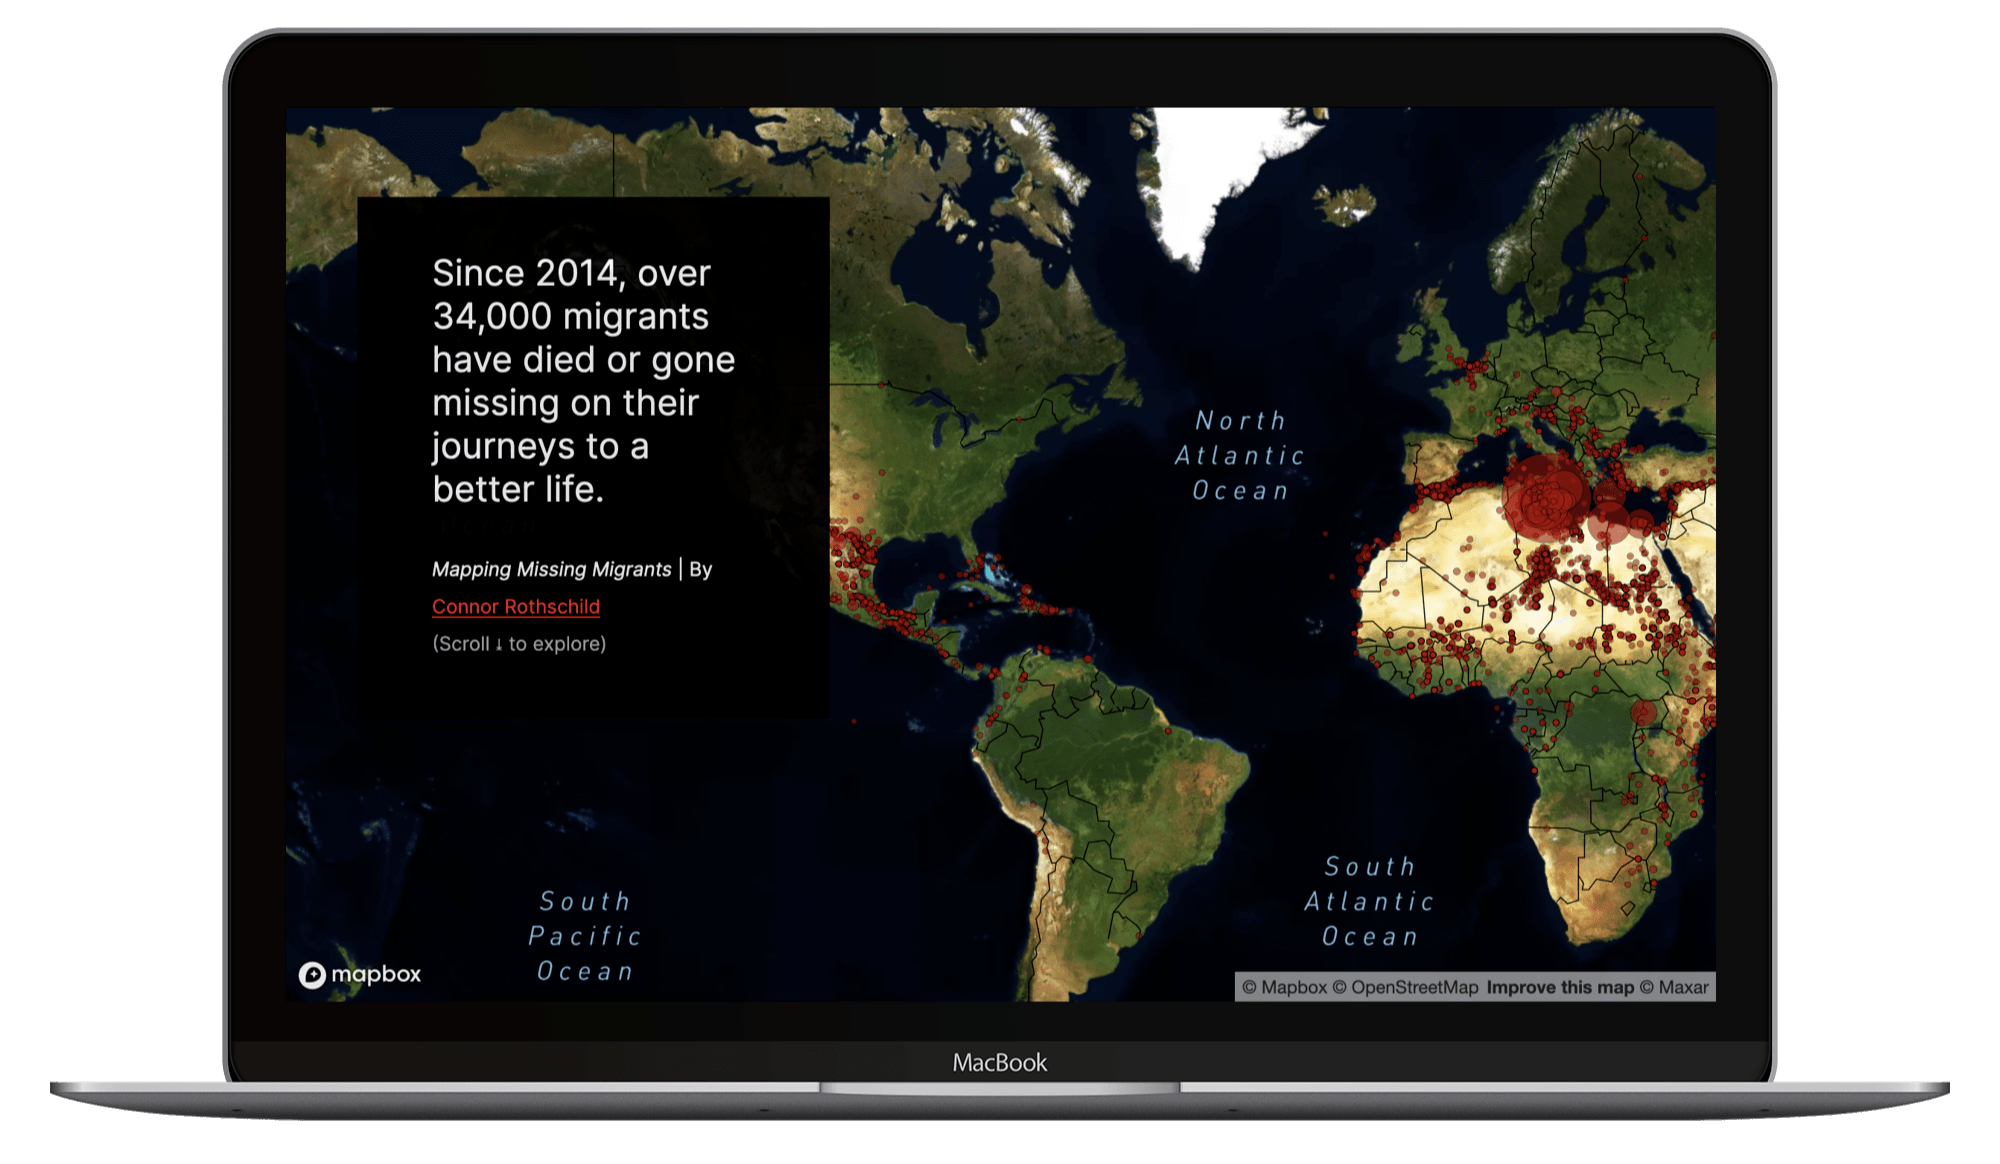 Since 2014, over
34,000 migrants
have died or gone
missing on their
journeys to a
better life.
Mapping Missing Migrants | By
Connor Rothschild
(Scroll ↓ to explore)
North
Atlantic
Ocean
South
Pacific
Ocean
South
Atlantic
Ocean
mapbox
© Mapbox © OpenStreetMap Improve this map © Maxar
MacBook